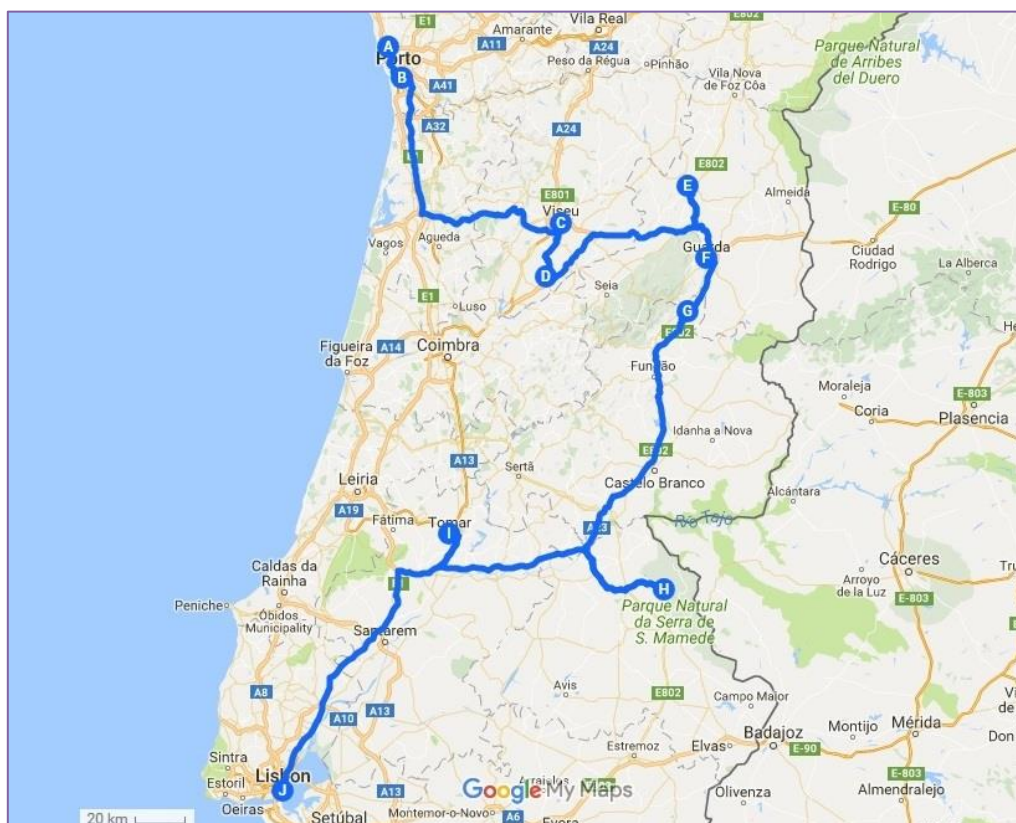 E1
Vila Real
E802
A11
Amarante
A24
Parque Natural
de Arribes
del Duero
A
Porto
Peso da Régua
Pinhão
B
A41
Vila Nova
de Foz Côa
A32
A24
E802
E
E801
Viseu
C
Almeida
E-80
Vagos
Agueda
Guarda
F
Ciudad
Rodrigo
La Alberca
D
Seia
E1
Luso
G
A14
Coimbra
Figueira
da Foz
Fundão
Moraleja
E-803
Coria
Plasencia
Idanha a Nova
A13
Sertã
Castelo Branco
Leiria
A19
Alcántara
Fátima
Tomar
I
A23
Río Tajo
Caldas da
Rainha
Cáceres
H
Arroyo
de la Luz
Peniche
Óbidos
Municipality
Parque Natural
da Serra de
S. Mamede
E-803
Santarem
A8
Avis
E802
Campo Maior
A10
A13
Badajoz
Montijo
Mérida
Estremoz
Elvas
E-90
Don
Sintra
Lisbon
Estoril
J
Oeiras
A13
Arraiolos
Google My Maps
E-803
Olivenza
Almendralejo
20 km
Setúbal
Montemor-o-Novo
A6